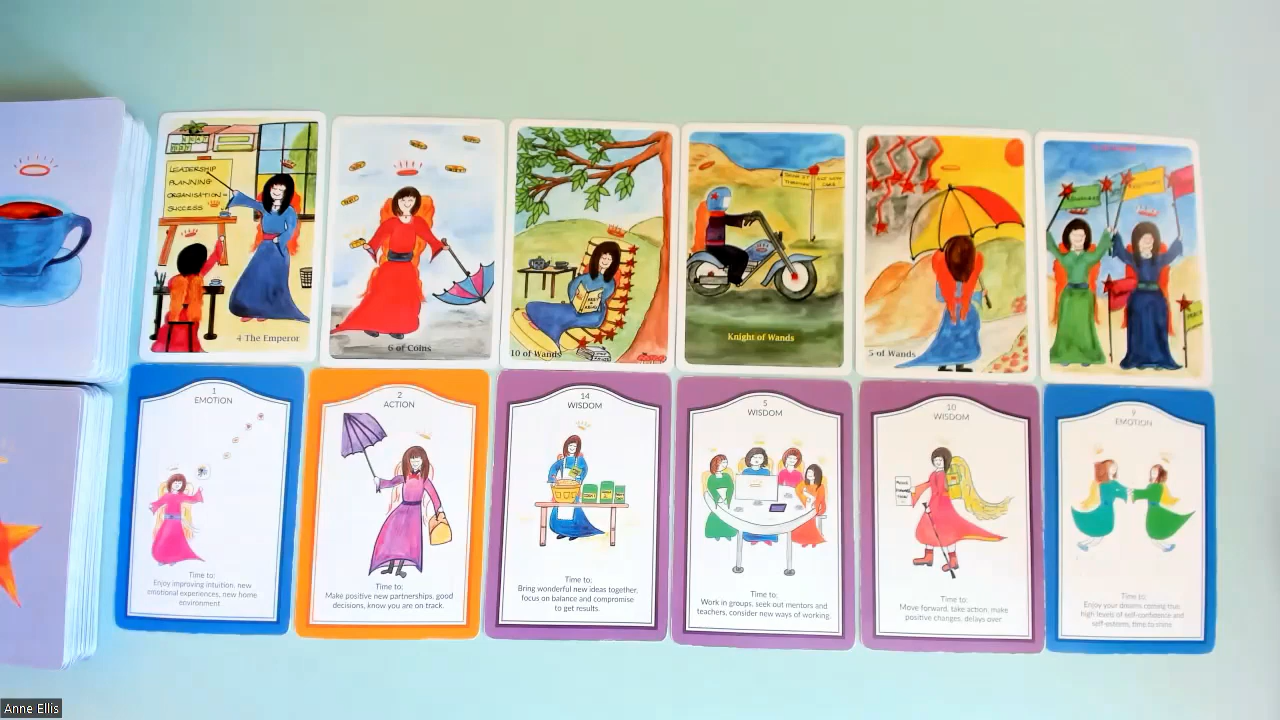 LEADERSHIP
PLANNING
ORGANISATION =
SUCCESS
4 The Emperor
6 of Coins
10 of Wands
Knight of Wands
5 of Wands
1
EMOTION
Time to:
Enjoy improving intuition, new
emotional experiences, new home
environment
2
ACTION
Time to:
Make positive new partnerships, good
decisions, know you are on track.
14
WISDOM
Time to:
Bring wonderful new ideas together,
focus on balance and compromise
to get results.
5
WISDOM
Time to:
Work in groups, seek out mentors and
teachers, consider new ways of working.
10
WISDOM
Time to:
Move forward, take action, make
positive changes, delays over
9
EMOTION
Time to:
Enjoy your dreams coming true
high levels of self-confidence and
self-esteem, time to shine
Anne Ellis